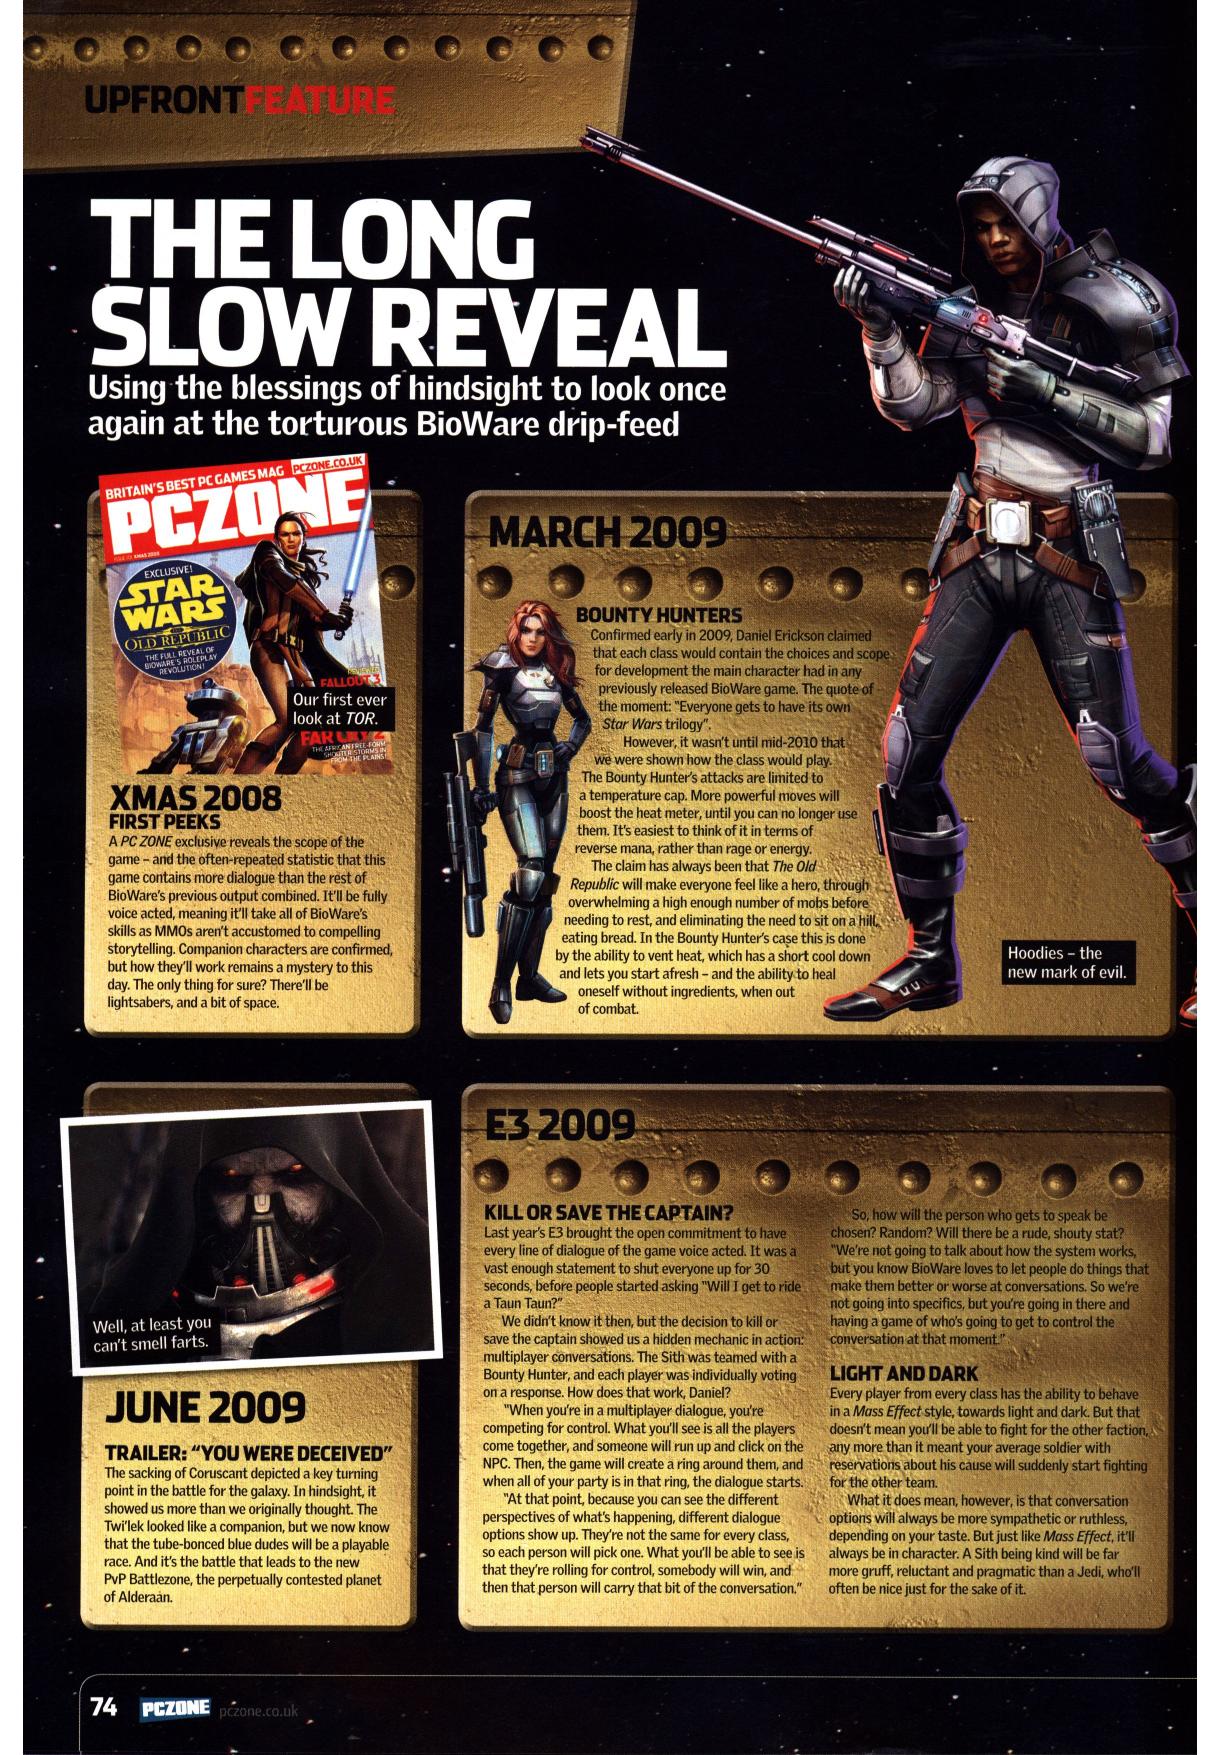 UPFRONTFEATURE
THE LONG
SLOW REVEAL
Using the blessings of hindsight to look once
again at the torturous BioWare drip-feed
BRITAIN'S BEST PC GAMES MAG PCZONE.CO.UK
PCZONE
EXCLUSIVE!
STAR
WARS
THE
OLD REPUBLIC
THE FULL REVEAL OF
BIOWARE'S ROLEPLAY
REVOLUTION!
REVIEWED
FALLOUT 3
FAR CRY 2
THE AFRICAN FREE-FORM
SHOOTER STORMS IN
FROM THE PLAINS!
Our first ever
look at TOR.
XMAS 2008
FIRST PEEKS
A PC ZONE exclusive reveals the scope of the
game – and the often-repeated statistic that this
game contains more dialogue than the rest of
BioWare's previous output combined. It'll be fully
voice acted, meaning it'll take all of BioWare's
skills as MMOs aren't accustomed to compelling
storytelling. Companion characters are confirmed,
but how they'll work remains a mystery to this
day. The only thing for sure? There'll be
lightsabers, and a bit of space.
MARCH 2009
BOUNTY HUNTERS
Confirmed early in 2009, Daniel Erickson claimed
that each class would contain the choices and scope
for development the main character had in any
previously released BioWare game. The quote of
the moment: "Everyone gets to have its own
Star Wars trilogy".
However, it wasn't until mid-2010 that
we were shown how the class would play.
The Bounty Hunter's attacks are limited to
a temperature cap. More powerful moves will
boost the heat meter, until you can no longer use
them. It's easiest to think of it in terms of
reverse mana, rather than rage or energy.
The claim has always been that The Old
Republic will make everyone feel like a hero, through
overwhelming a high enough number of mobs before
needing to rest, and eliminating the need to sit on a hill,
eating bread. In the Bounty Hunter's case this is done
by the ability to vent heat, which has a short cool down
and lets you start afresh – and the ability to heal
oneself without ingredients, when out
of combat.
Hoodies – the
new mark of evil.
Well, at least you
can't smell farts.
JUNE 2009
TRAILER: "YOU WERE DECEIVED"
The sacking of Coruscant depicted a key turning
point in the battle for the galaxy. In hindsight, it
showed us more than we originally thought. The
Twi'lek looked like a companion, but we now know
that the tube-bonced blue dudes will be a playable
race. And it's the battle that leads to the new
PvP Battlezone, the perpetually contested planet
of Alderaan.
E3 2009
KILL OR SAVE THE CAPTAIN?
Last year's E3 brought the open commitment to have
every line of dialogue of the game voice acted. It was a
vast enough statement to shut everyone up for 30
seconds, before people started asking "Will I get to ride
a Taun Taun?"
We didn't know it then, but the decision to kill or
save the captain showed us a hidden mechanic in action:
multiplayer conversations. The Sith was teamed with a
Bounty Hunter, and each player was individually voting
on a response. How does that work, Daniel?
"When you're in a multiplayer dialogue, you're
competing for control. What you'll see is all the players
come together, and someone will run up and click on the
NPC. Then, the game will create a ring around them, and
when all of your party is in that ring, the dialogue starts.
"At that point, because you can see the different
perspectives of what's happening, different dialogue
options show up. They're not the same for every class,
so each person will pick one. What you'll be able to see is
that they're rolling for control, somebody will win, and
then that person will carry that bit of the conversation."
So, how will the person who gets to speak be
chosen? Random? Will there be a rude, shouty stat?
"We're not going to talk about how the system works,
but you know BioWare loves to let people do things that
make them better or worse at conversations. So we're
not going into specifics, but you're going in there and
having a game of who's going to get to control the
conversation at that moment."
LIGHT AND DARK
Every player from every class has the ability to behave
in a Mass Effect style, towards light and dark. But that
doesn't mean you'll be able to fight for the other faction,
any more than it meant your average soldier with
reservations about his cause will suddenly start fighting
for the other team.
What it does mean, however, is that conversation
options will always be more sympathetic or ruthless,
depending on your taste. But just like Mass Effect, it'll
always be in character. A Sith being kind will be far
more gruff, reluctant and pragmatic than a Jedi, who'll
often be nice just for the sake of it.
74 PCZONE pczone.co.uk